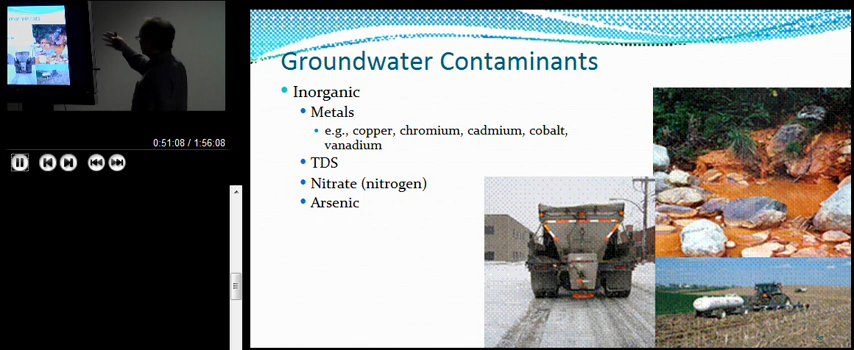 0:51:08 / 1:56:08
Groundwater Contaminants
Inorganic
Metals
e.g., copper, chromium, cadmium, cobalt,
vanadium
TDS
Nitrate (nitrogen)
Arsenic